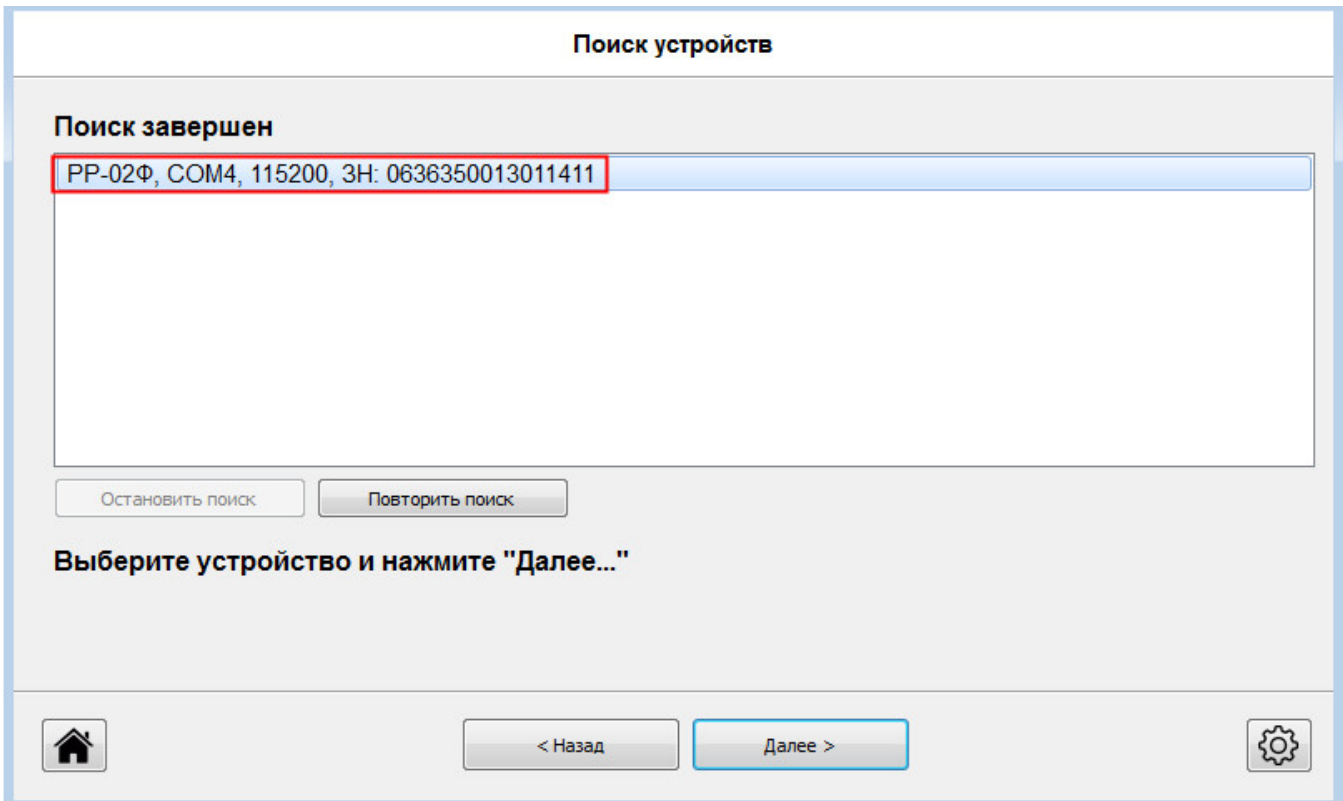 Поиск устройств
Поиск завершен
РР-02Ф, COM4, 115200, ЗН: 0636350013011411
Остановить поиск
Повторить поиск
Выберите устройство и нажмите "Далее..."
< Назад
Далее >